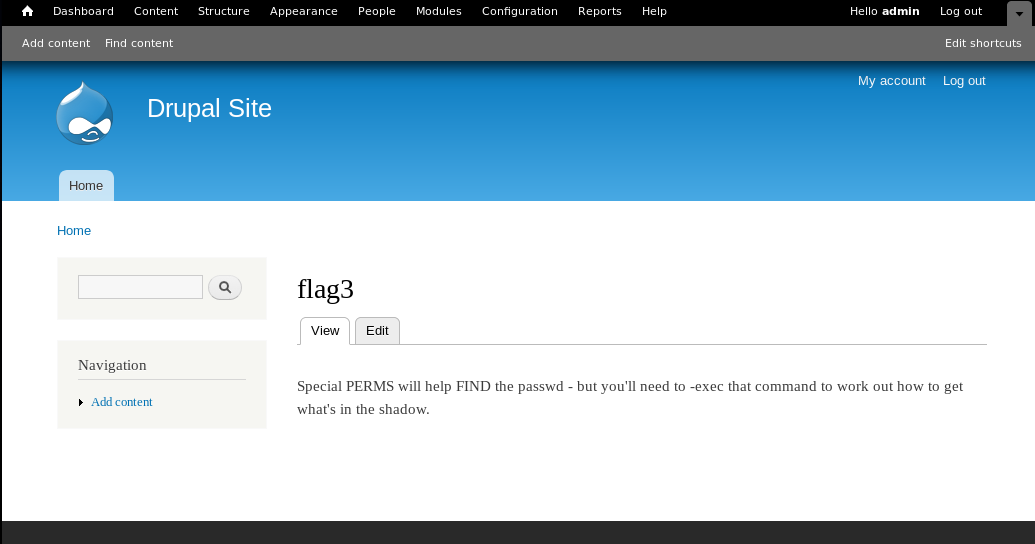 Dashboard Content Structure Appearance People Modules Configuration Reports Help Hello admin Log out
Add content Find content Edit shortcuts
My account Log out
Drupal Site
Home
Home
flag3
View Edit
Navigation
Add content
Special PERMS will help FIND the passwd - but you'll need to -exec that command to work out how to get
what's in the shadow.